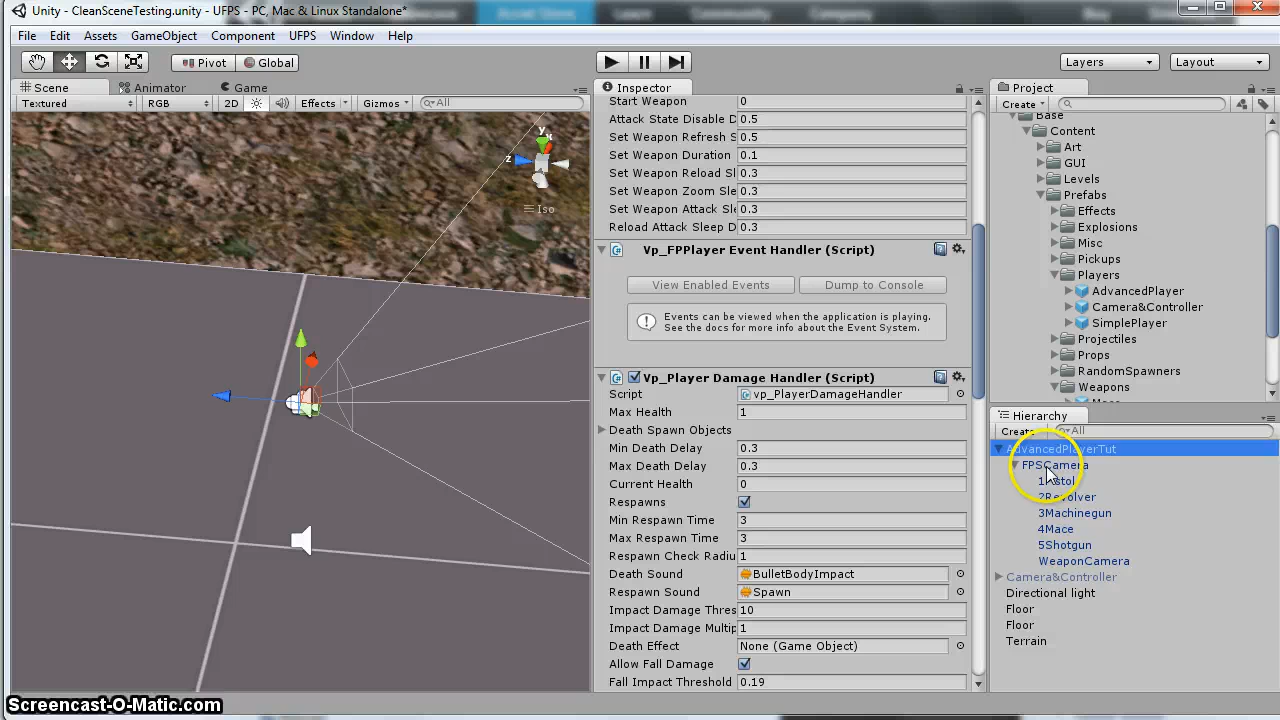 Unity - CleanSceneTesting.unity - UFPS - PC, Mac & Linux Standalone*
File Edit Assets GameObject Component UFPS Window Help
Pivot Global Layers Layout
Scene Animator Game
Textured RGB 2D Effects Gizmos All
y
x
z
Iso
Inspector
Start Weapon 0
Attack State Disable D 0.5
Set Weapon Refresh S 0.5
Set Weapon Duration 0.1
Set Weapon Reload Sl 0.3
Set Weapon Zoom Sle 0.3
Set Weapon Attack Sl 0.3
Reload Attack Sleep D 0.3
Vp_FPPlayer Event Handler (Script)
View Enabled Events Dump to Console
Events can be viewed when the application is playing.
See the docs for more info about the Event System.
Vp_Player Damage Handler (Script)
Script vp_PlayerDamageHandler
Max Health 1
Death Spawn Objects
Min Death Delay 0.3
Max Death Delay 0.3
Current Health 0
Respawns
Min Respawn Time 3
Max Respawn Time 3
Respawn Check Radiu 1
Death Sound BulletBodyImpact
Respawn Sound Spawn
Impact Damage Thres 10
Impact Damage Multip 1
Death Effect None (Game Object)
Allow Fall Damage
Fall Impact Threshold 0.19
Project
Create
Base
Content
Art
GUI
Levels
Prefabs
Effects
Explosions
Misc
Pickups
Players
AdvancedPlayer
Camera&Controller
SimplePlayer
Projectiles
Props
RandomSpawners
Weapons
Hierarchy
Create All
AdvancedPlayerTut
FPSCamera
1Pistol
2Revolver
3Machinegun
4Mace
5Shotgun
WeaponCamera
Camera&Controller
Directional light
Floor
Floor
Terrain
Screencast-O-Matic.com